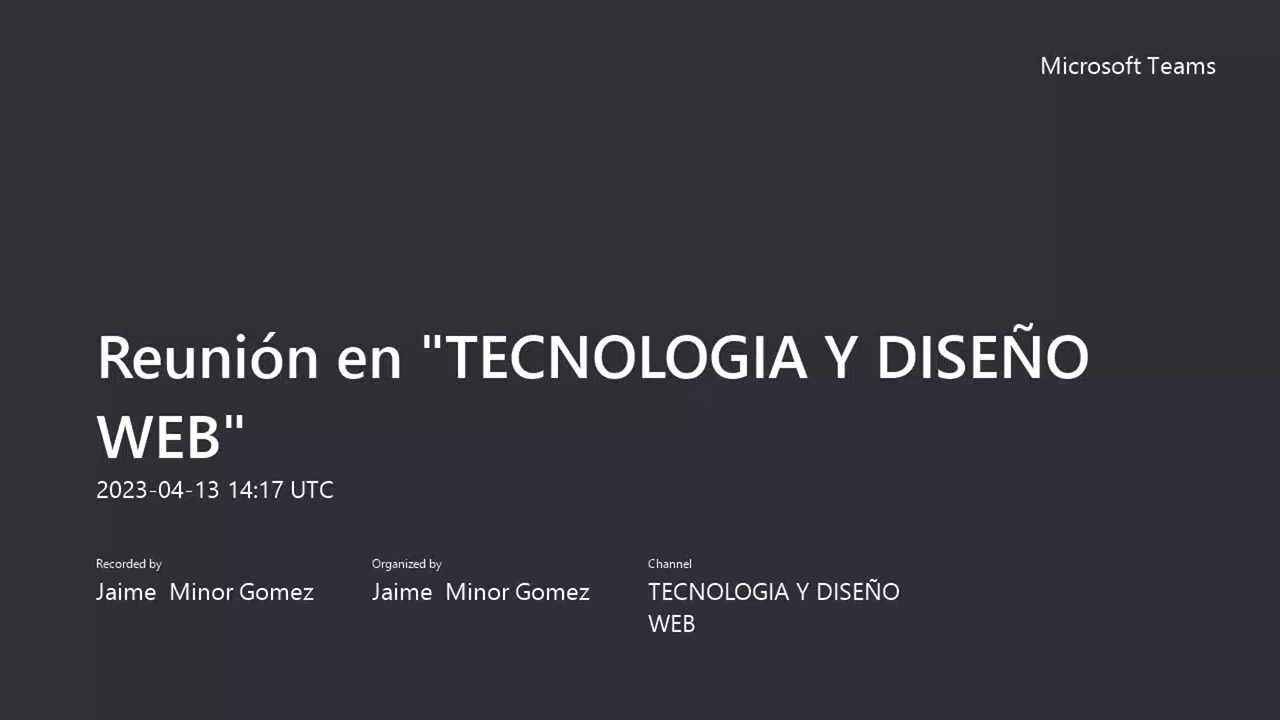 Microsoft Teams
Reunión en "TECNOLOGIA Y DISEÑO
WEB"
2023-04-13 14:17 UTC
Recorded by
Jaime  Minor Gomez
Organized by
Jaime  Minor Gomez
Channel
TECNOLOGIA Y DISEÑO
WEB